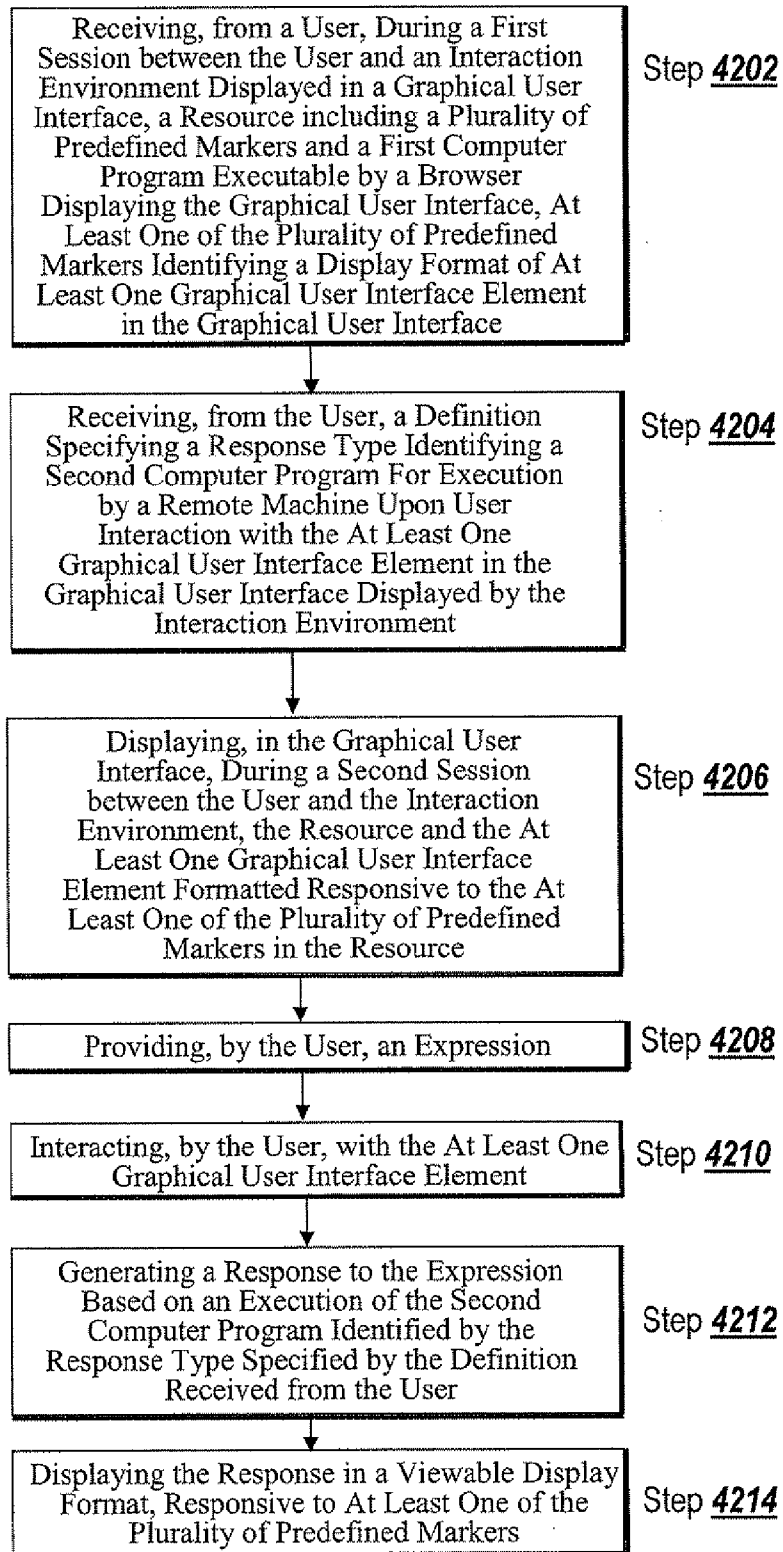 Receiving, from a User, During a First
Session between the User and an Interaction
Environment Displayed in a Graphical User
Interface, a Resource including a Plurality of
Predefined Markers and a First Computer
Program Executable by a Browser
Displaying the Graphical User Interface, At
Least One of the Plurality of Predefined
Markers Identifying a Display Format of At
Least One Graphical User Interface Element
in the Graphical User Interface
Step 4202
Receiving, from the User, a Definition
Specifying a Response Type Identifying a
Second Computer Program For Execution
by a Remote Machine Upon User
Interaction with the At Least One
Graphical User Interface Element in the
Graphical User Interface Displayed by the
Interaction Environment
Step 4204
Displaying, in the Graphical User
Interface, During a Second Session
between the User and the Interaction
Environment, the Resource and the At
Least One Graphical User Interface
Element Formatted Responsive to the At
Least One of the Plurality of Predefined
Markers in the Resource
Step 4206
Providing, by the User, an Expression
Step 4208
Interacting, by the User, with the At Least One
Graphical User Interface Element
Step 4210
Generating a Response to the Expression
Based on an Execution of the Second
Computer Program Identified by the
Response Type Specified by the Definition
Received from the User
Step 4212
Displaying the Response in a Viewable Display
Format, Responsive to At Least One of the
Plurality of Predefined Markers
Step 4214